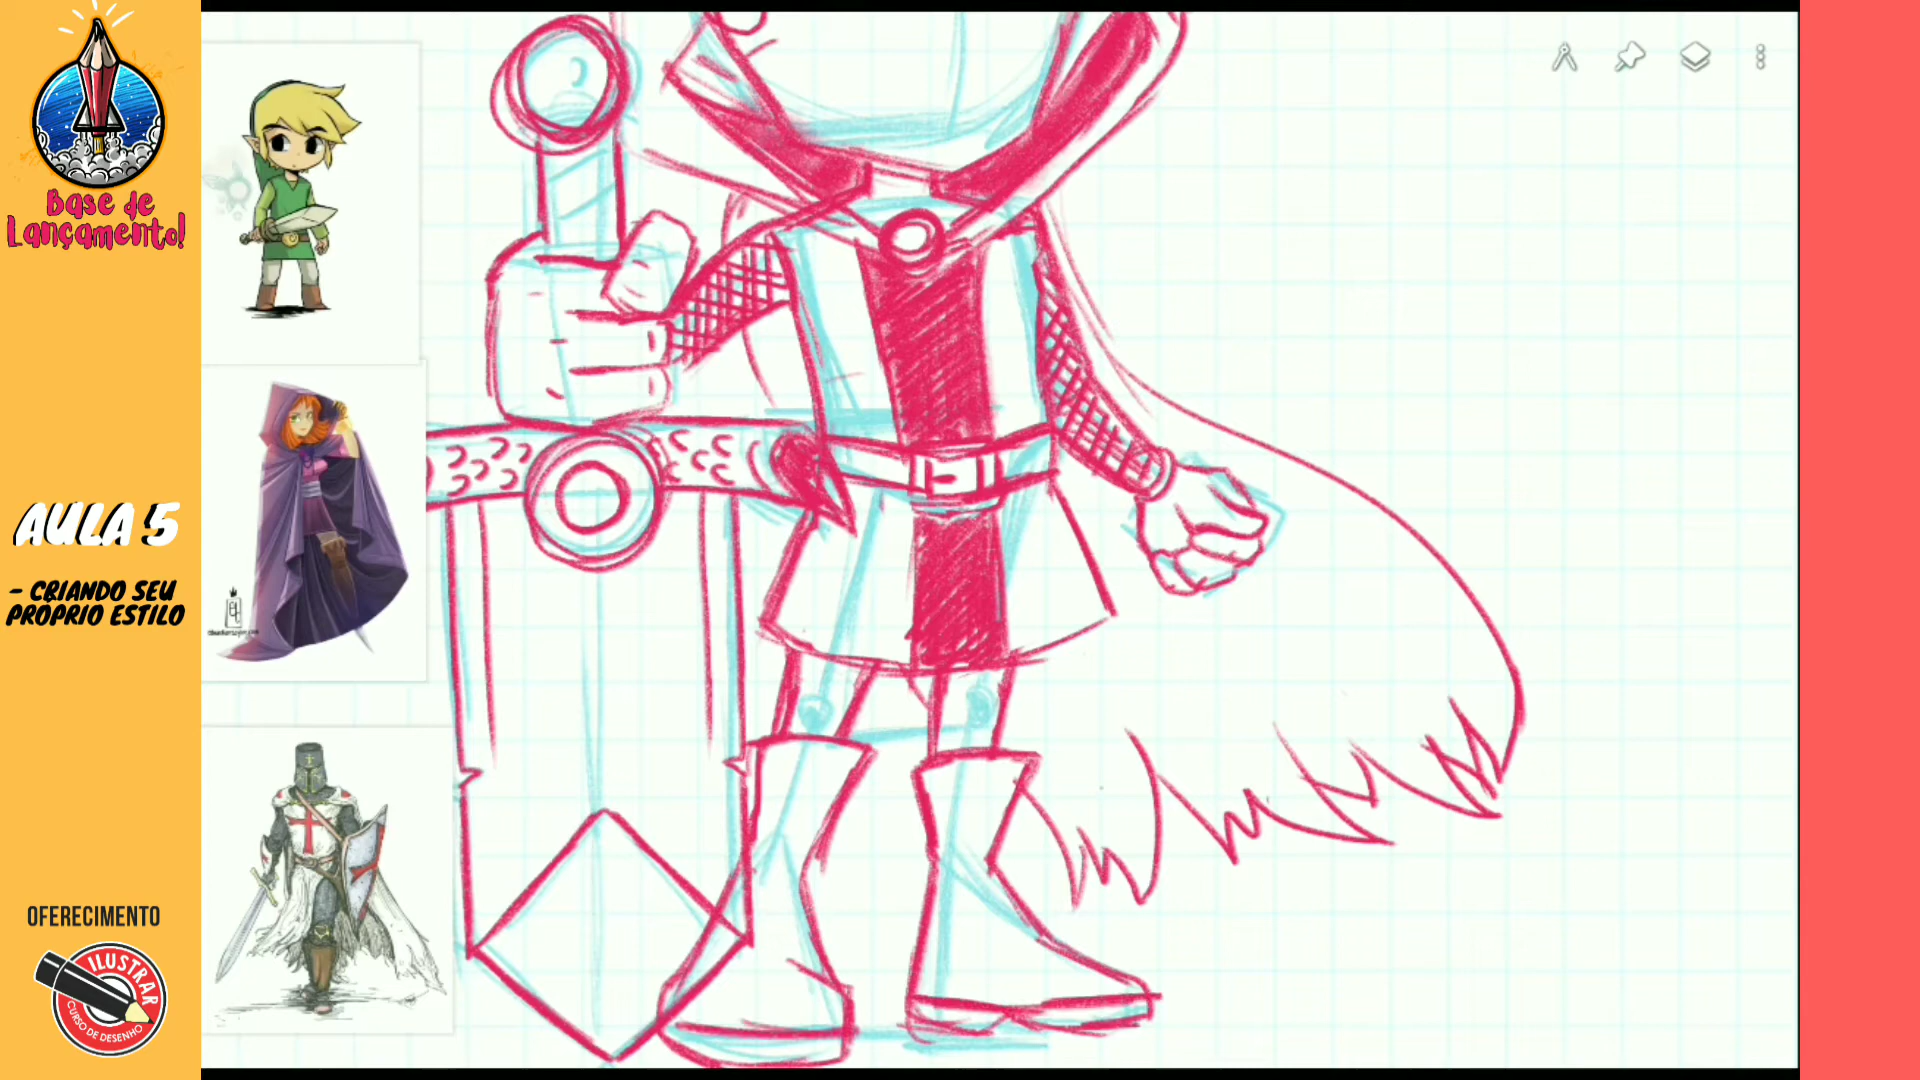 Base de
Lançamento!
AULA 5
- CRIANDO SEU
PRÓPRIO ESTILO
OFERECIMENTO
ILUSTRAR
CURSO DE DESENHO